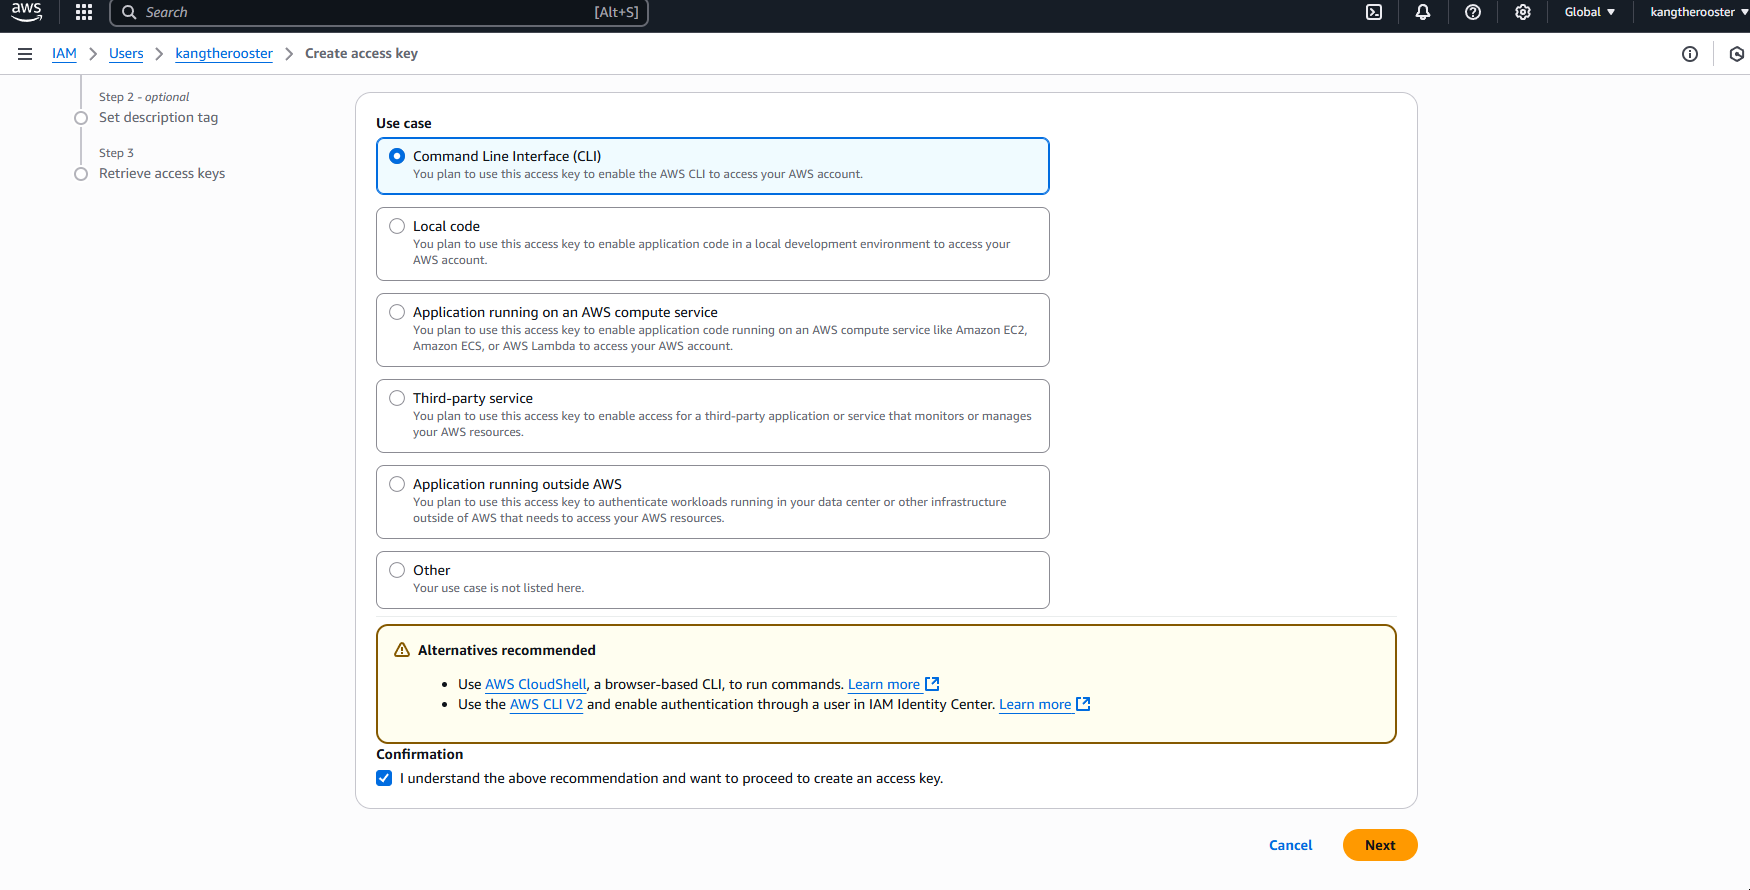 aws
Search
[Alt+S]
Global
kangtherooster
IAM
Users
kangtherooster
Create access key
Step 2 - optional
Set description tag
Step 3
Retrieve access keys
Use case
Command Line Interface (CLI)
You plan to use this access key to enable the AWS CLI to access your AWS account.
Local code
You plan to use this access key to enable application code in a local development environment to access your
AWS account.
Application running on an AWS compute service
You plan to use this access key to enable application code running on an AWS compute service like Amazon EC2,
Amazon ECS, or AWS Lambda to access your AWS account.
Third-party service
You plan to use this access key to enable access for a third-party application or service that monitors or manages
your AWS resources.
Application running outside AWS
You plan to use this access key to authenticate workloads running in your data center or other infrastructure
outside of AWS that needs to access your AWS resources.
Other
Your use case is not listed here.
Alternatives recommended
• Use AWS CloudShell, a browser-based CLI, to run commands. Learn more
• Use the AWS CLI V2 and enable authentication through a user in IAM Identity Center. Learn more
Confirmation
I understand the above recommendation and want to proceed to create an access key.
Cancel
Next